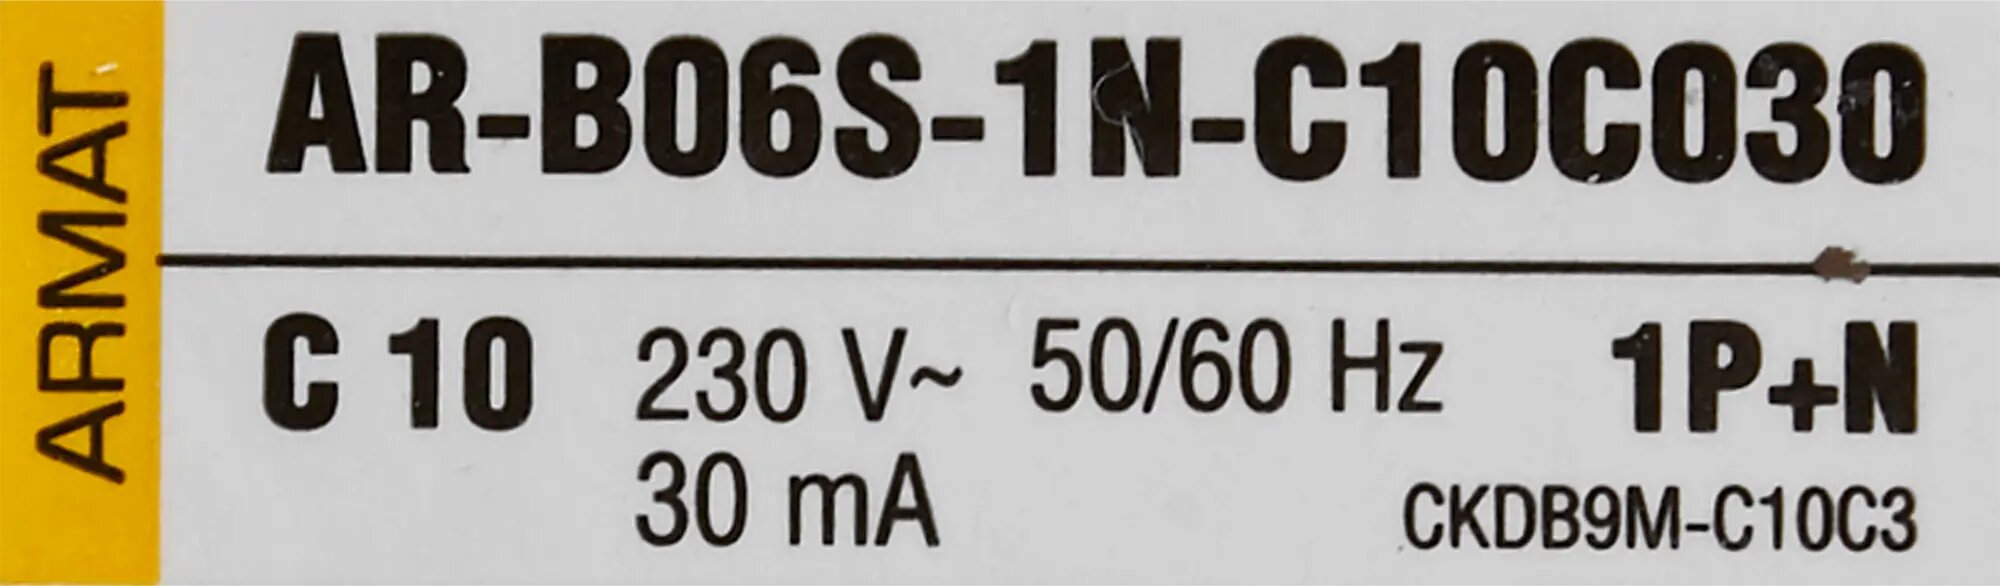 ARMAT
AR-B06S-1N-C10C030
C 10 230 V~ 50/60 Hz 1P+N
30 mA CKDB9M-C10C3